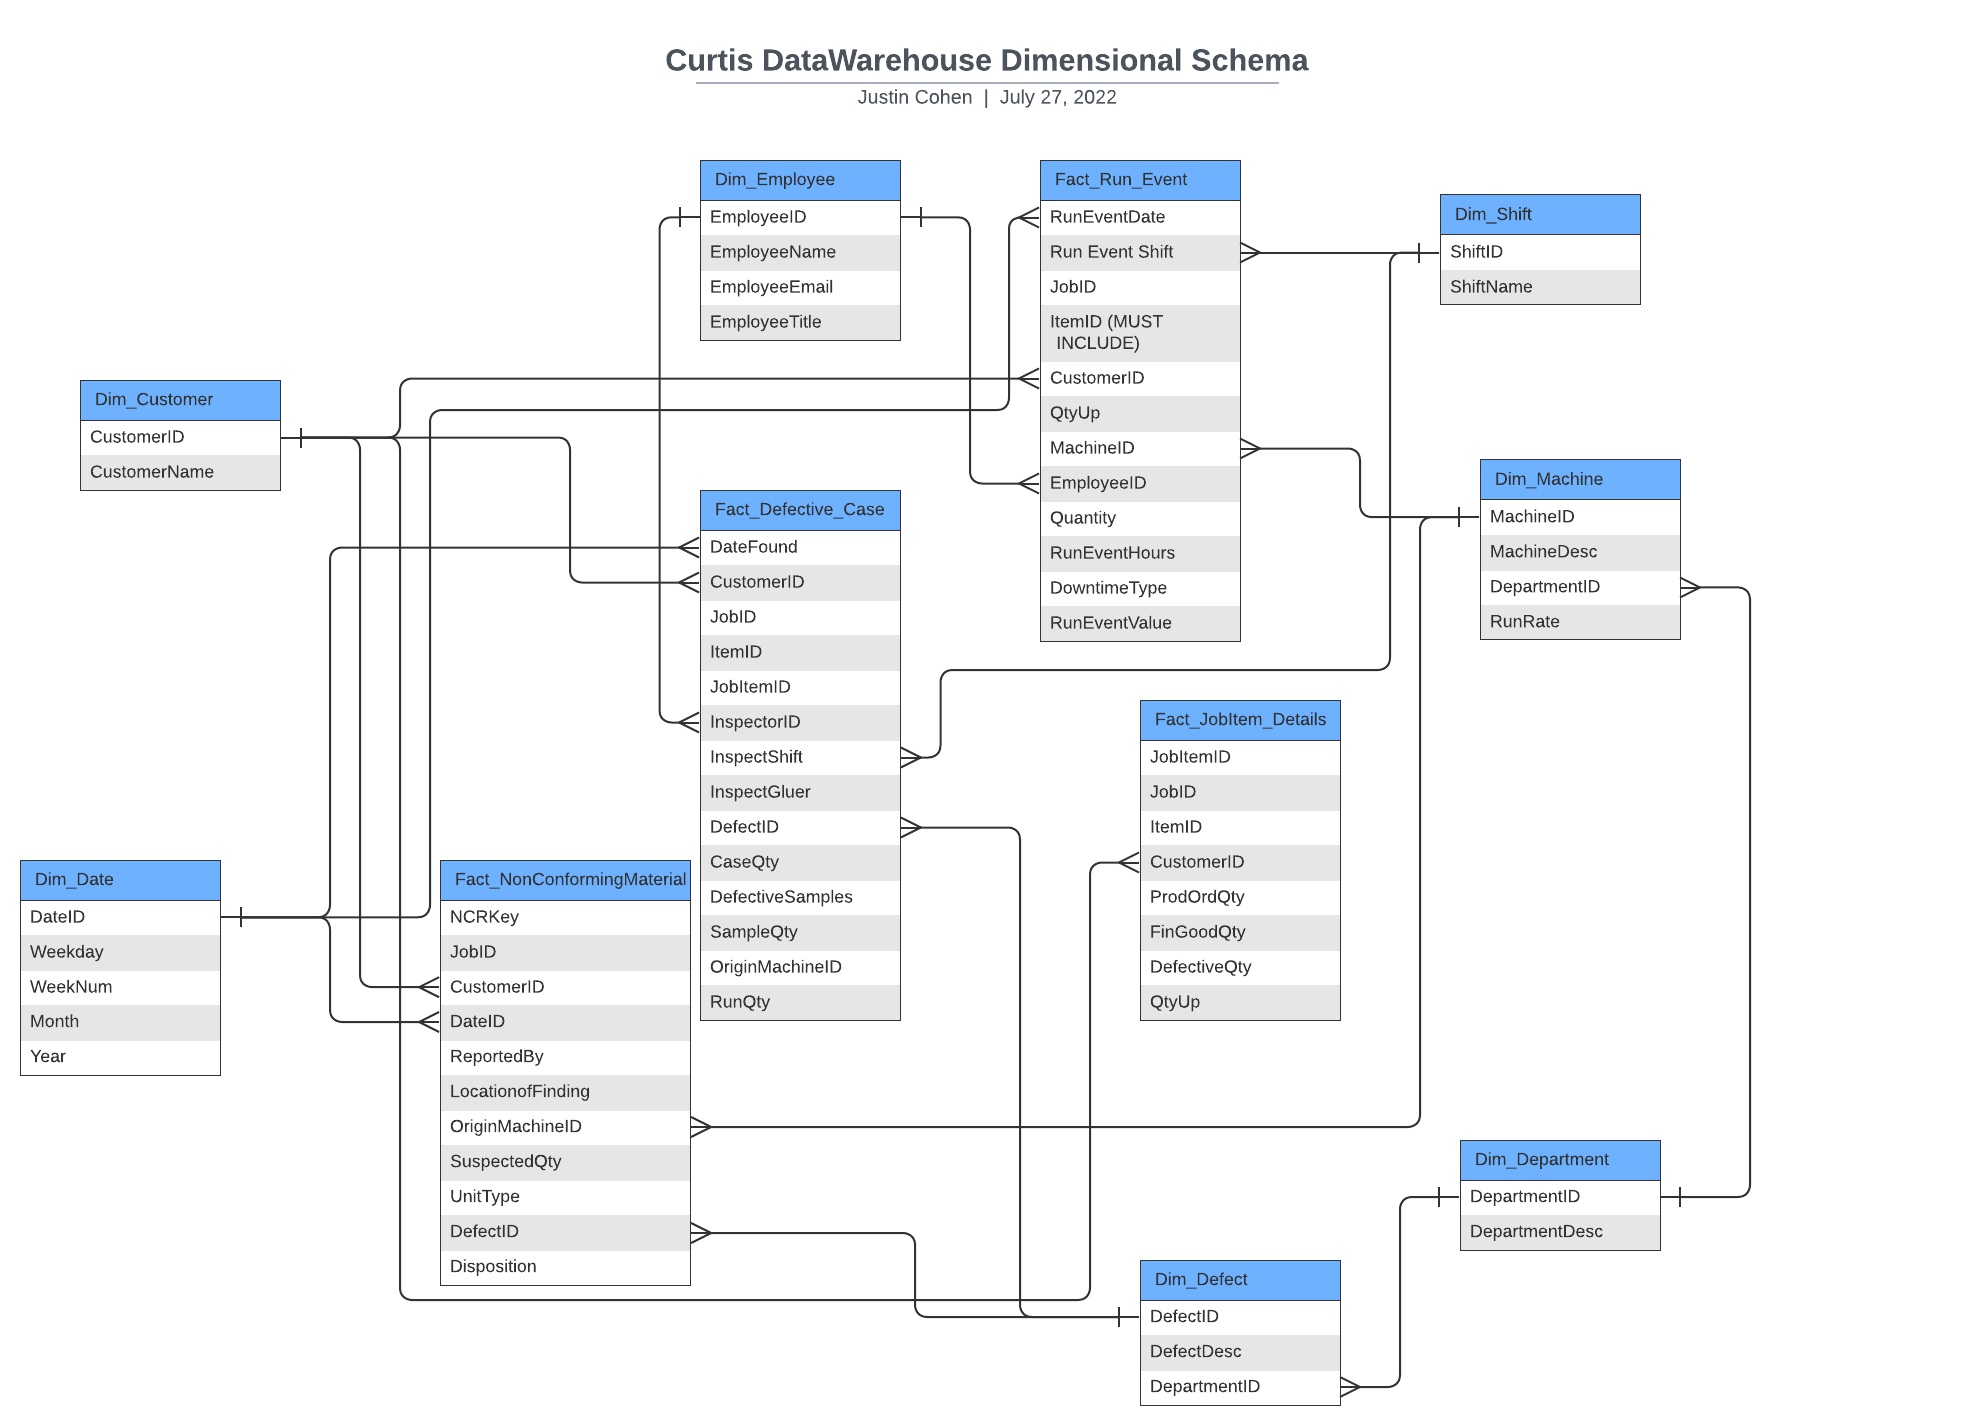 Curtis DataWarehouse Dimensional Schema
Justin Cohen | July 27, 2022
Dim_Employee
EmployeeID
EmployeeName
EmployeeEmail
EmployeeTitle
Fact_Run_Event
RunEventDate
Run Event Shift
JobID
ItemID (MUST
INCLUDE)
CustomerID
QtyUp
MachineID
EmployeeID
Quantity
RunEventHours
DowntimeType
RunEventValue
Dim_Shift
ShiftID
ShiftName
Dim_Customer
CustomerID
CustomerName
Fact_Defective_Case
DateFound
CustomerID
JobID
ItemID
JobItemID
InspectorID
InspectShift
InspectGluer
DefectID
CaseQty
DefectiveSamples
SampleQty
OriginMachineID
RunQty
Dim_Machine
MachineID
MachineDesc
DepartmentID
RunRate
Fact_JobItem_Details
JobItemID
JobID
ItemID
CustomerID
ProdOrdQty
FinGoodQty
DefectiveQty
QtyUp
Dim_Date
DateID
Weekday
WeekNum
Month
Year
Fact_NonConformingMaterial
NCRKey
JobID
CustomerID
DateID
ReportedBy
LocationofFinding
OriginMachineID
SuspectedQty
UnitType
DefectID
Disposition
Dim_Department
DepartmentID
DepartmentDesc
Dim_Defect
DefectID
DefectDesc
DepartmentID